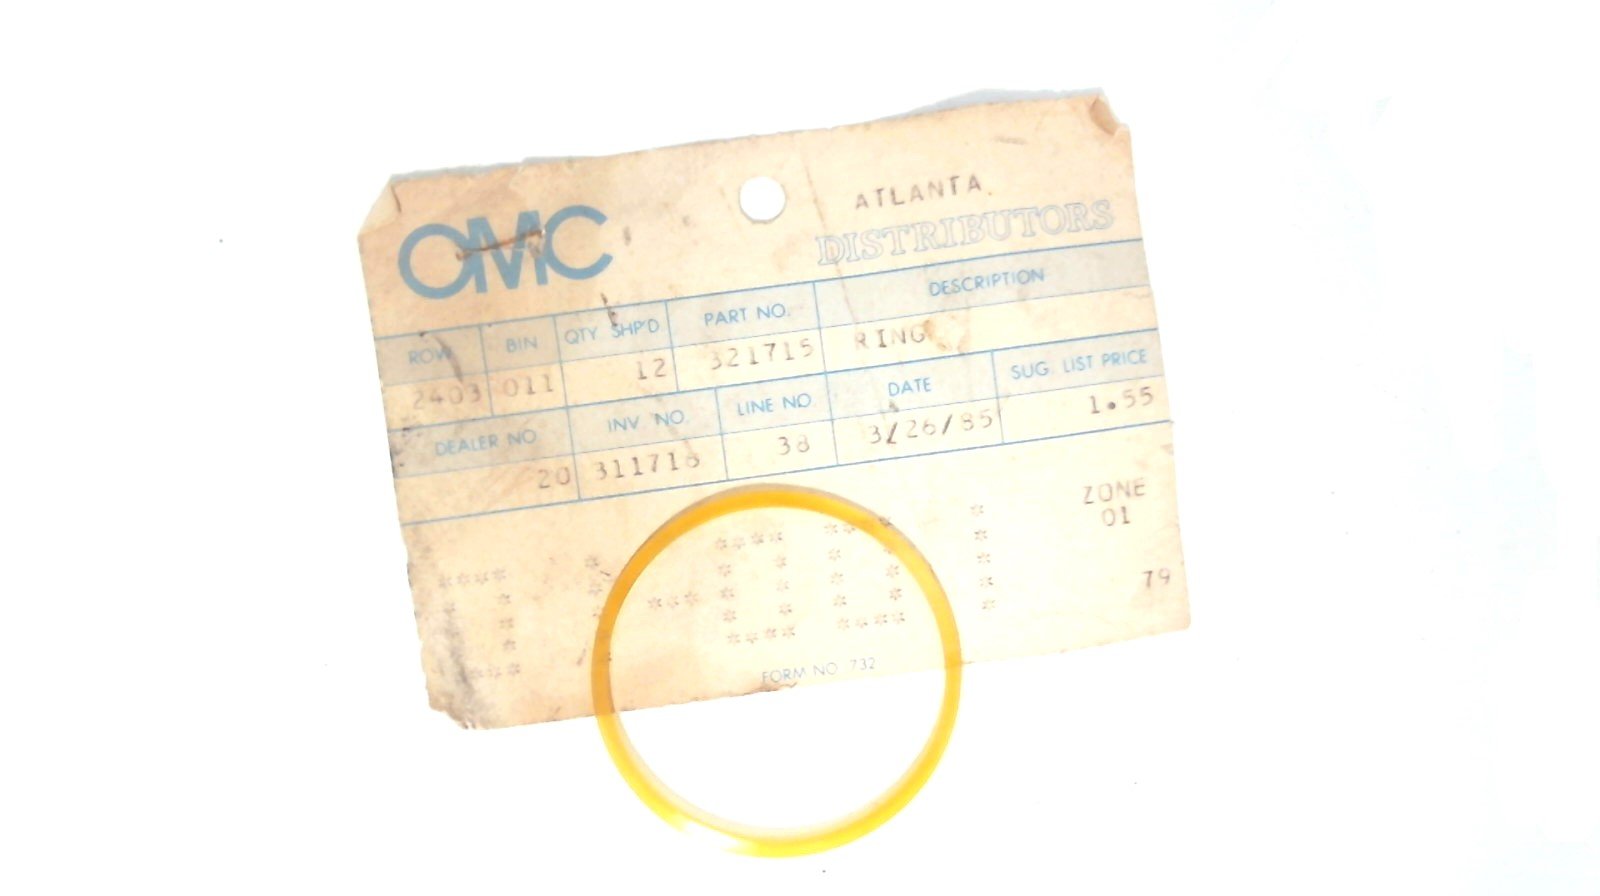 OMC
ATLANTA
DISTRIBUTORS
ROW BIN QTY SHP'D PART NO. DESCRIPTION
2403 011 12 321715 RING
DEALER NO INV NO. LINE NO. DATE SUG. LIST PRICE
20 311718 38 3/26/85 1.55
ZONE
01
79
FORM NO 732